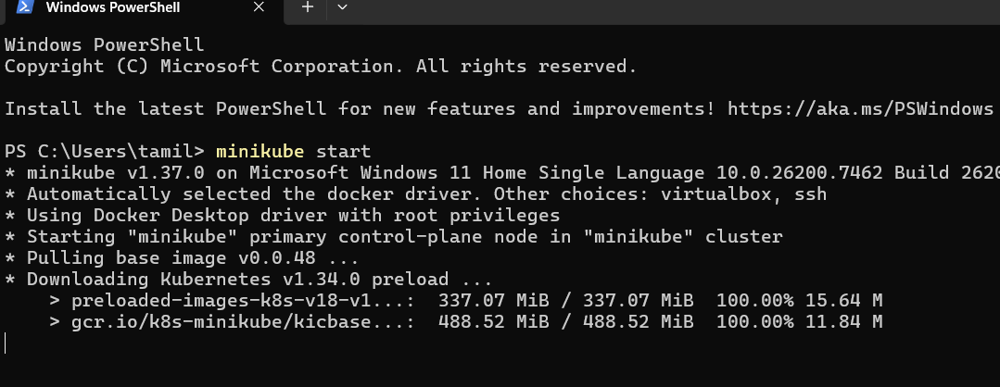 Windows PowerShell
Windows PowerShell
Copyright (C) Microsoft Corporation. All rights reserved.
Install the latest PowerShell for new features and improvements! https://aka.ms/PSWindows
PS C:\Users\tamil> minikube start
* minikube v1.37.0 on Microsoft Windows 11 Home Single Language 10.0.26200.7462 Build 2620
* Automatically selected the docker driver. Other choices: virtualbox, ssh
* Using Docker Desktop driver with root privileges
* Starting "minikube" primary control-plane node in "minikube" cluster
* Pulling base image v0.0.48 ...
* Downloading Kubernetes v1.34.0 preload ...
> preloaded-images-k8s-v18-v1...: 337.07 MiB / 337.07 MiB 100.00% 15.64 M
> gcr.io/k8s-minikube/kicbase...: 488.52 MiB / 488.52 MiB 100.00% 11.84 M